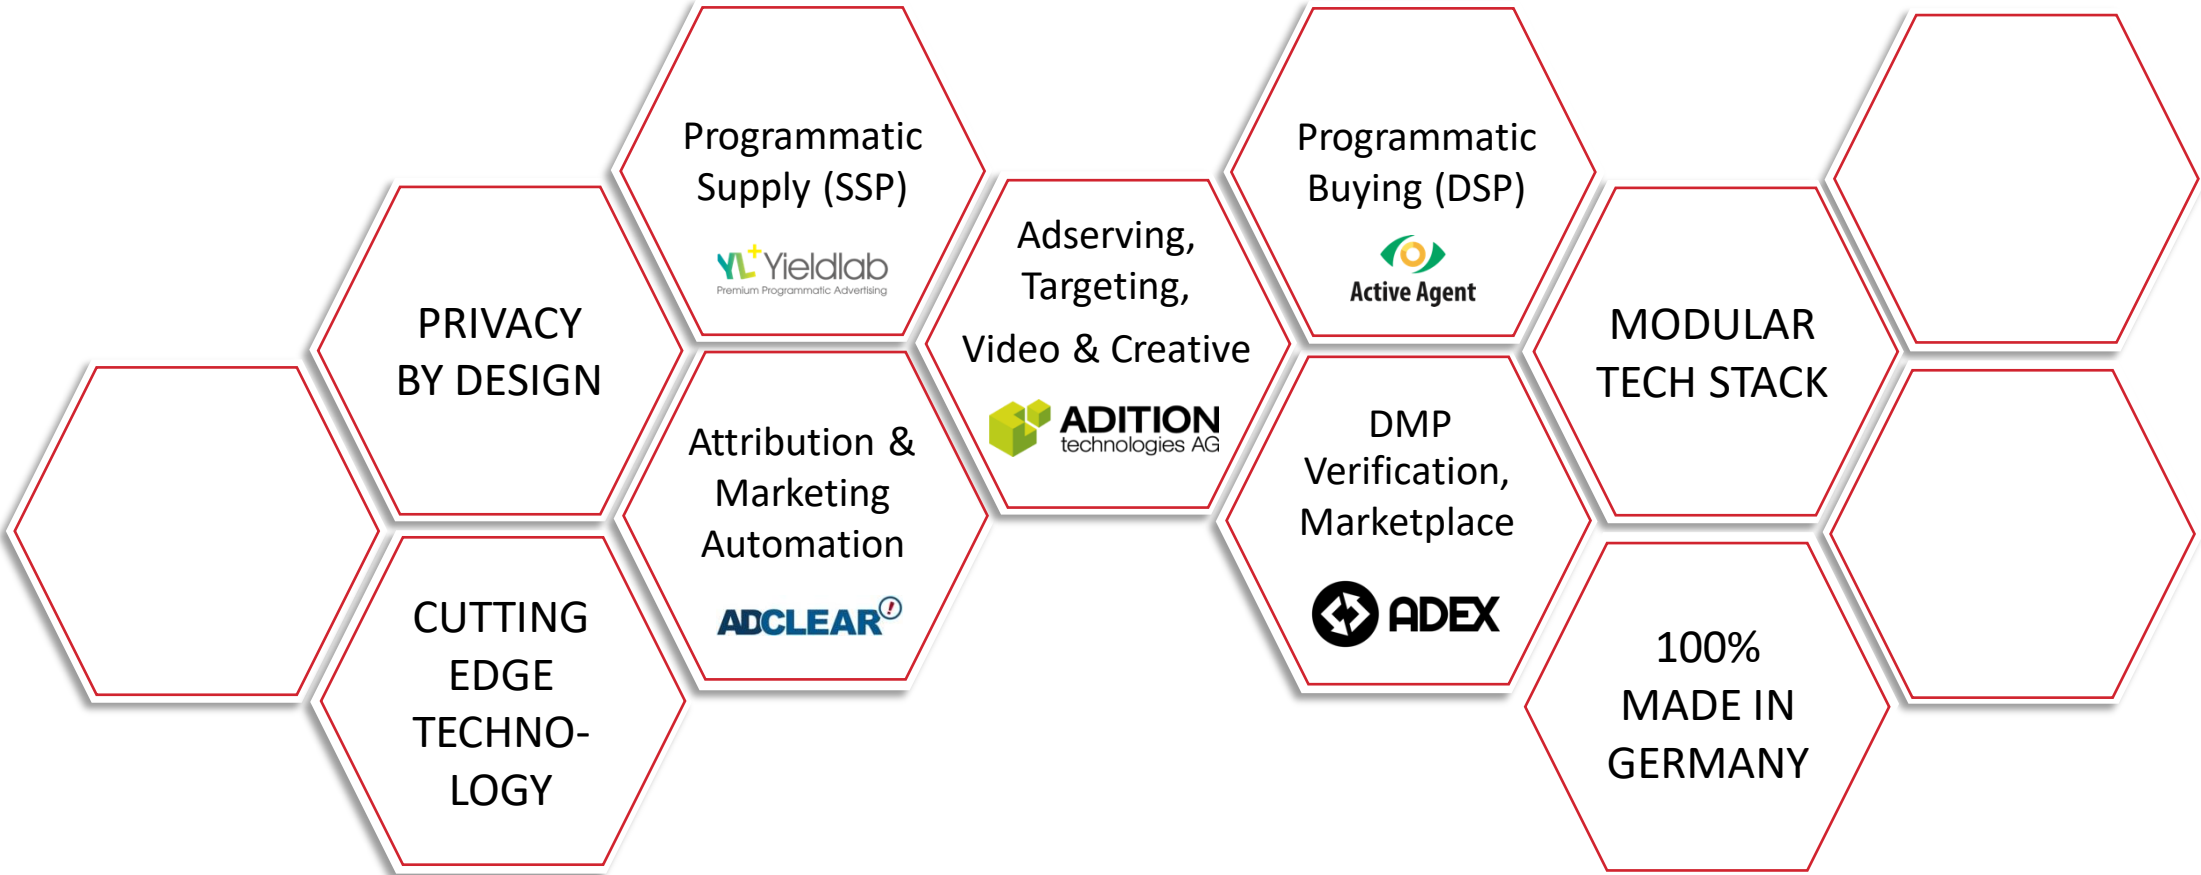 Programmatic
Supply (SSP)
YL+ Yieldlab
Premium Programmatic Advertising
Programmatic
Buying (DSP)
Active Agent
Adserving,
Targeting,
Video & Creative
ADITION
technologies AG
PRIVACY
BY DESIGN
MODULAR
TECH STACK
Attribution &
Marketing
Automation
ADCLEAR!
DMP
Verification,
Marketplace
ADEX
CUTTING
EDGE
TECHNO-
LOGY
100%
MADE IN
GERMANY